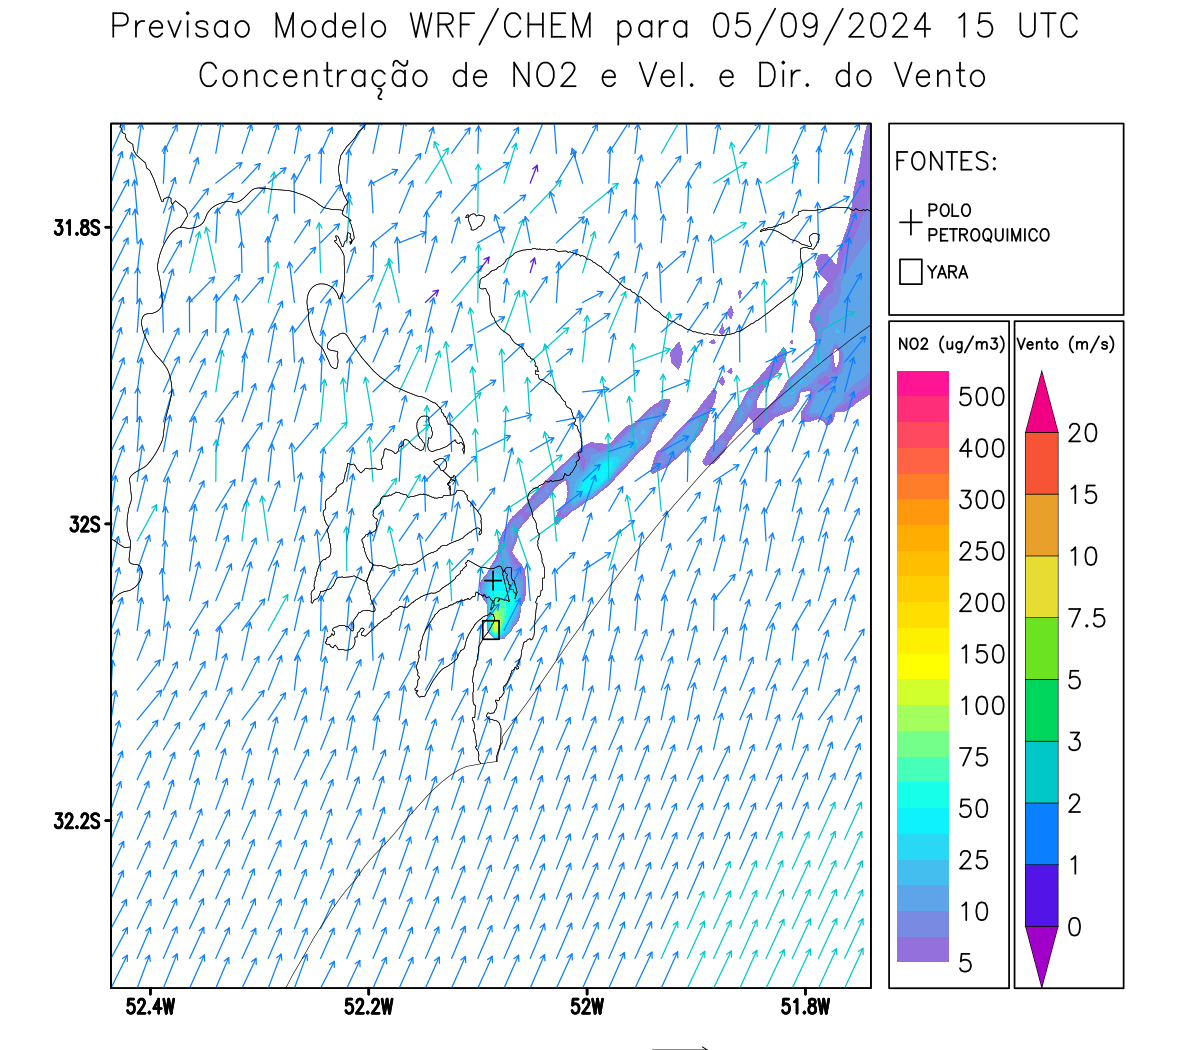 Previsao Modelo WRF/CHEM para 05/09/2024 15 UTC
Concentração de NO2 e Vel. e Dir. do Vento
FONTES:
POLO
PETROQUIMICO
YARA
NO2 (ug/m3)
500
400
300
250
200
150
100
75
50
25
10
5
Vento (m/s)
20
15
10
7.5
5
3
2
1
0
31.8S
32S
32.2S
52.4W 52.2W 52W 51.8W